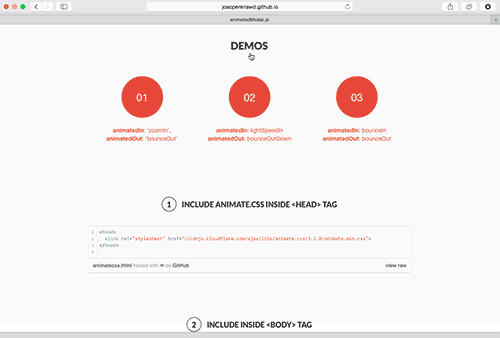 joaopereirawd.github.io
animatedModal.js
DEMOS
01
02
03
animatedIn: 'zoomIn',
animatedOut: 'bounceOut'
animatedIn: lightSpeedIn
animatedOut: bounceOutDown
animatedIn: bounceIn
animatedOut: bounceOut
1 INCLUDE ANIMATE.CSS INSIDE <HEAD> TAG
1 <head>
2 <link rel="stylesheet" href="//cdnjs.cloudflare.com/ajax/libs/animate.css/3.2.0/animate.min.css">
3 </head>
animatecss.html hosted with ❤ by GitHub
view raw
2 INCLUDE INSIDE <BODY> TAG